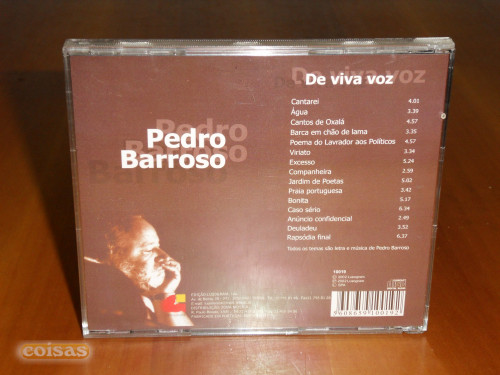 De viva voz
Pedro
Barroso
Cantarei 4.01
Água 3.39
Cantos de Oxalá 4.57
Barca em chão de lama 3.35
Poema do Lavrador aos Políticos 4.57
Viriato 3.34
Excesso 5.24
Companheira 2.59
Jardim de Poetas 5.02
Praia portuguesa 2.42
Bonita 5.17
Caso sério 6.34
Anúncio confidencial 2.49
Deuladeu 3.52
Rapsódia final 6.37
Todos os temas são letra e música de Pedro Barroso
10019
coisas